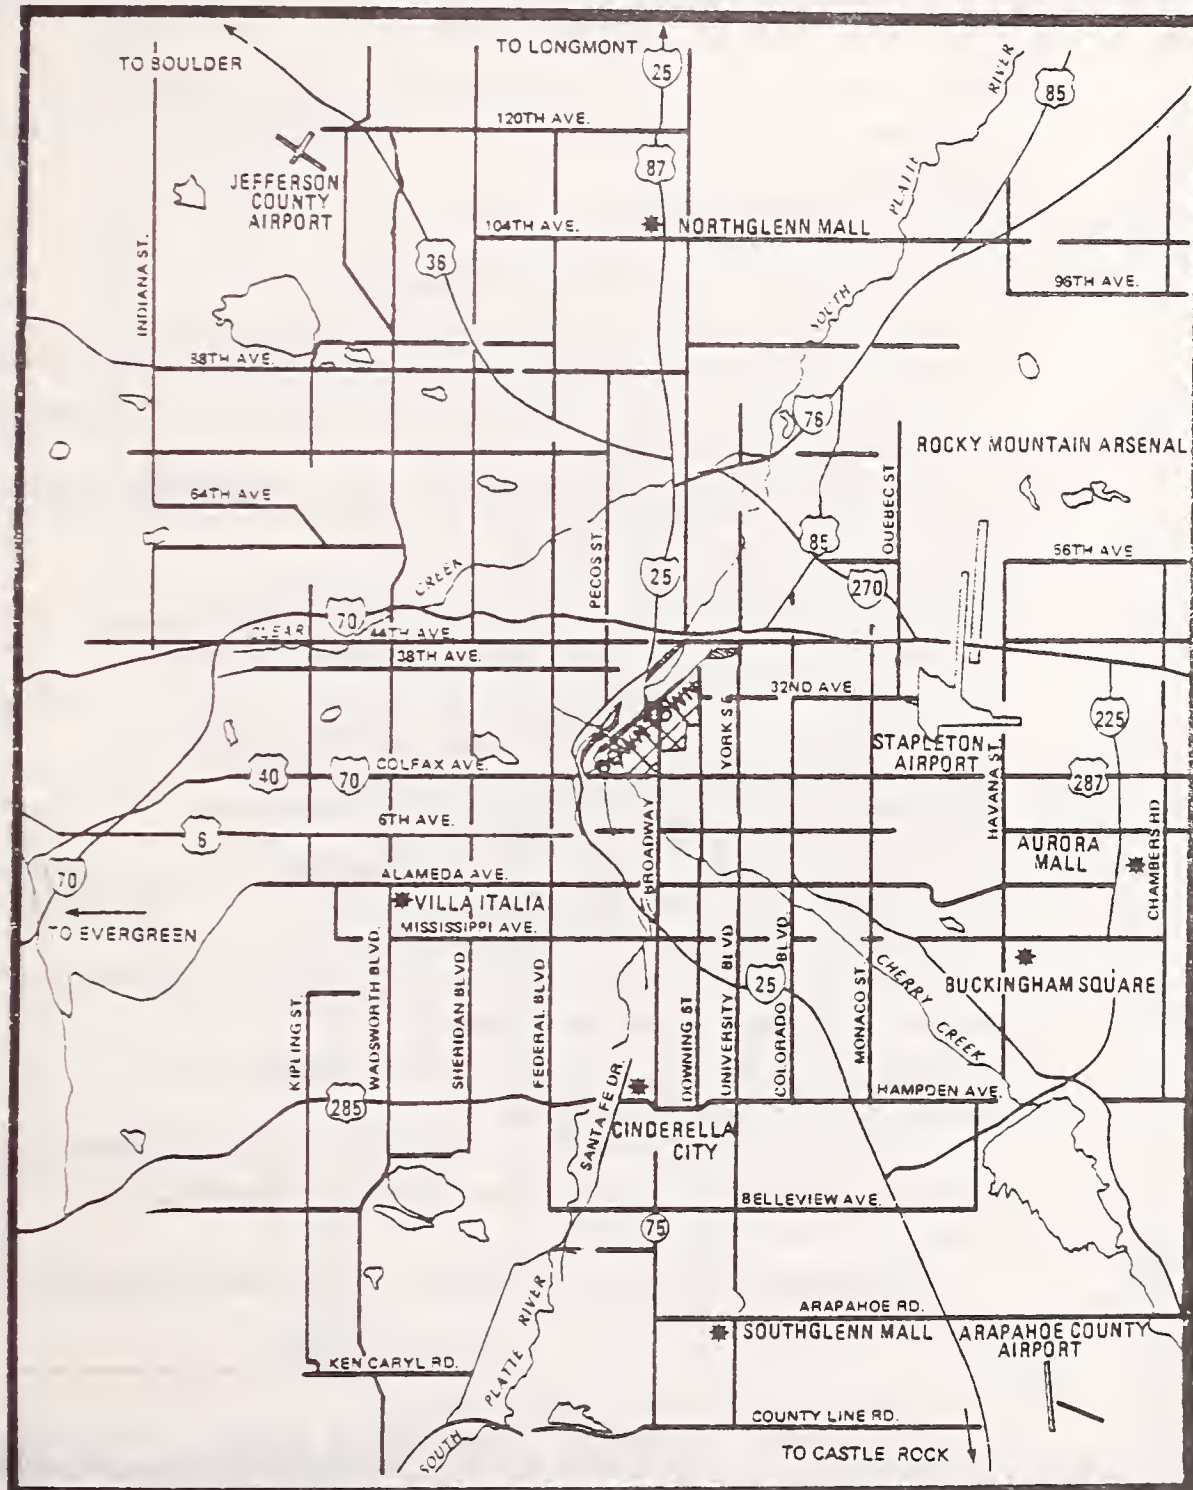 TO LONGMONT
TO BOULDER
25
85
RIVER
120TH AVE.
87
PLATTE
JEFFERSON
COUNTY
AIRPORT
104TH AVE.
NORTHGLENN MALL
36
INDIANA ST.
SOUTH
96TH AVE.
88TH AVE.
76
ROCKY MOUNTAIN ARSENAL
64TH AVE
QUEBEC ST
85
56TH AVE
PECOS ST.
25
270
CREEK
CLEAR
70
44TH AVE.
38TH AVE.
32ND AVE
DOWNTOWN
YORK ST.
225
STAPLETON
AIRPORT
HAVANA ST.
40
70
COLFAX AVE.
287
6
6TH AVE.
BROADWAY
AURORA
MALL
CHAMBERS RD
70
ALAMEDA AVE.
VILLA ITALIA
MISSISSIPPI AVE.
TO EVERGREEN
CHERRY
CREEK
BUCKINGHAM SQUARE
25
KIPLING ST.
WADSWORTH BLVD.
SHERIDAN BLVD
FEDERAL BLVD
DOWNING ST
UNIVERSITY BLVD
COLORADO BLVD.
MONACO ST.
285
SANTA FE DR.
HAMPDEN AVE.
CINDERELLA
CITY
BELLEVIEW AVE.
75
RIVER
ARAPAHOE RD.
SOUTHGLENN MALL
ARAPAHOE COUNTY
AIRPORT
KEN CARYL RD.
PLATTE
COUNTY LINE RD.
SOUTH
TO CASTLE ROCK